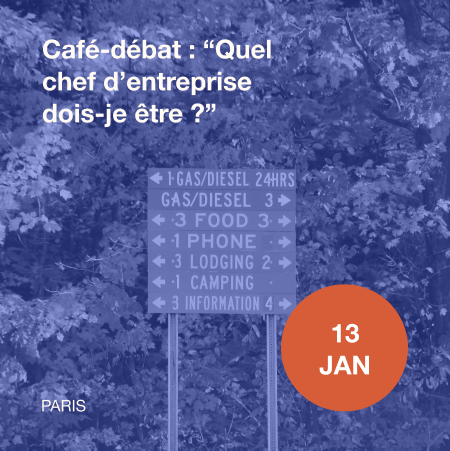 Café-débat : “Quel
chef d’entreprise
dois-je être ?”
← 1 GAS/DIESEL 24HRS
GAS/DIESEL 3 →
← 3 FOOD 3 →
← 1 PHONE →
← 3 LODGING 2 →
← 1 CAMPING
← 3 INFORMATION 4 →
13
JAN
PARIS